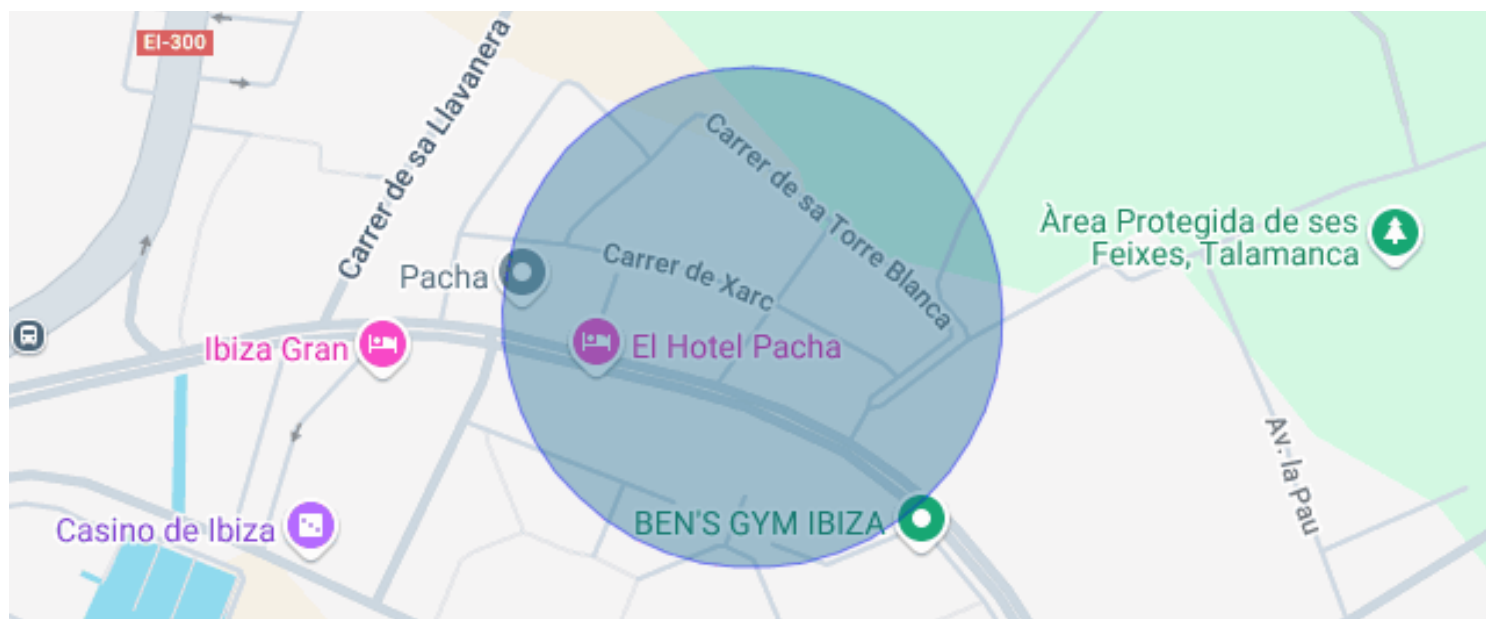 EI-300
Carrer de sa Llavanera
Carrer de sa Torre Blanca
Àrea Protegida de ses
Feixes, Talamanca
Carrer de Xarc
Pacha
Ibiza Gran
El Hotel Pacha
Av. la Pau
Casino de Ibiza
BEN'S GYM IBIZA